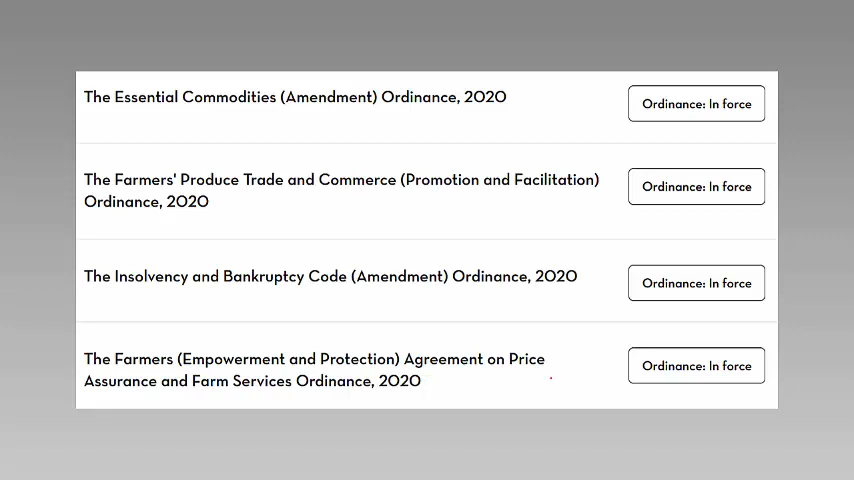 The Essential Commodities (Amendment) Ordinance, 2020
Ordinance: In force
The Farmers' Produce Trade and Commerce (Promotion and Facilitation)
Ordinance, 2020
Ordinance: In force
The Insolvency and Bankruptcy Code (Amendment) Ordinance, 2020
Ordinance: In force
The Farmers (Empowerment and Protection) Agreement on Price
Assurance and Farm Services Ordinance, 2020
Ordinance: In force